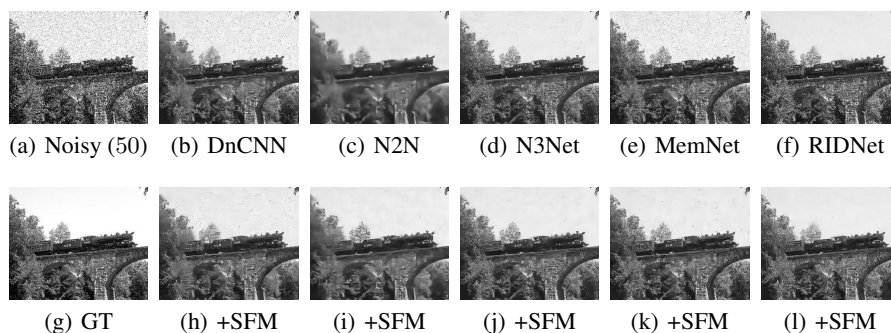 (a) Noisy (50) (b) DnCNN (c) N2N (d) N3Net (e) MemNet (f) RIDNet
(g) GT (h) +SFM (i) +SFM (j) +SFM (k) +SFM (l) +SFM